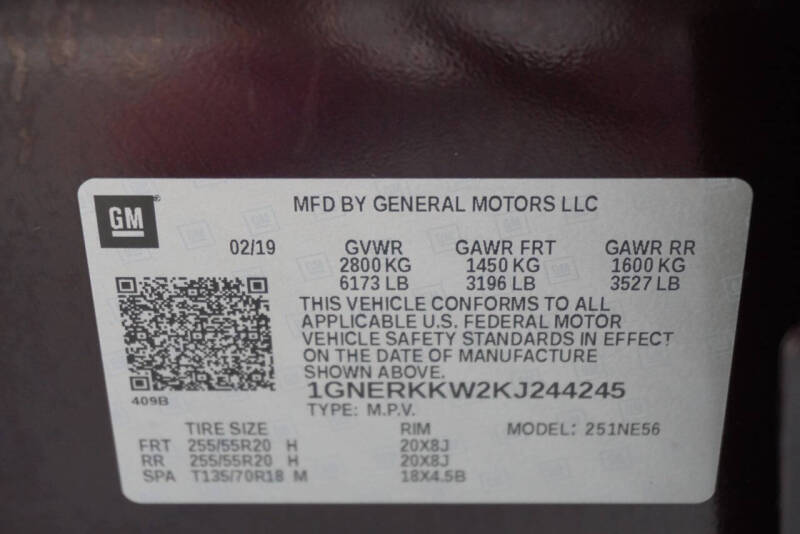 GM
MFD BY GENERAL MOTORS LLC
02/19 GVWR GAWR FRT GAWR RR
2800 KG 1450 KG 1600 KG
6173 LB 3196 LB 3527 LB
THIS VEHICLE CONFORMS TO ALL
APPLICABLE U.S. FEDERAL MOTOR
VEHICLE SAFETY STANDARDS IN EFFECT
ON THE DATE OF MANUFACTURE
SHOWN ABOVE.
409B
1GNERKKW2KJ244245
TYPE: M.P.V.
TIRE SIZE RIM MODEL: 251NE56
FRT 255/55R20 H 20X8J
RR 255/55R20 H 20X8J
SPA T135/70R18 M 18X4.5B